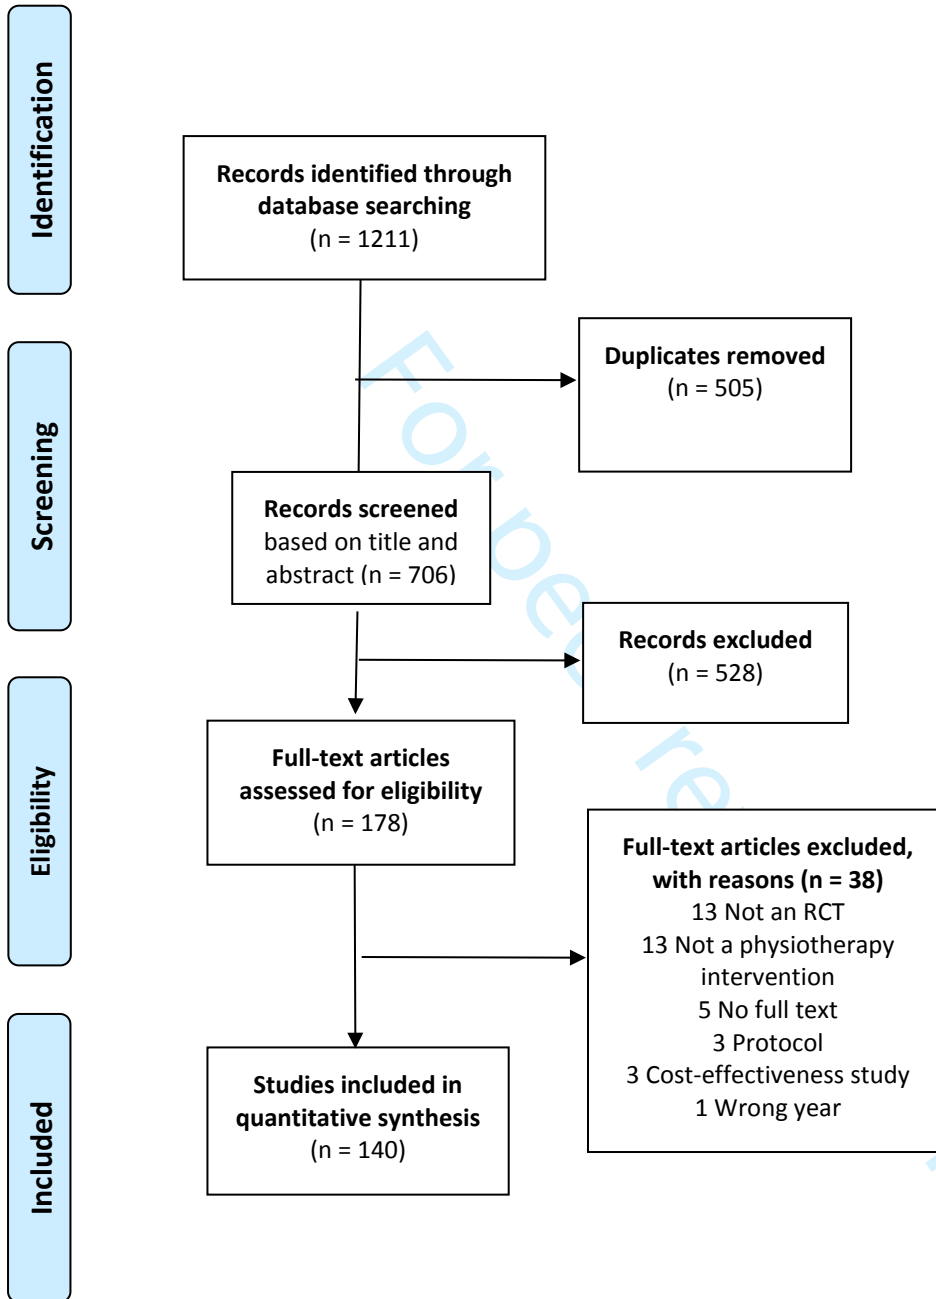 Identification
Records identified through
database searching
(n = 1211)
Screening
Duplicates removed
(n = 505)
Records screened
based on title and
abstract (n = 706)
Records excluded
(n = 528)
Eligibility
Full-text articles
assessed for eligibility
(n = 178)
Full-text articles excluded,
with reasons (n = 38)
13 Not an RCT
13 Not a physiotherapy
intervention
5 No full text
3 Protocol
3 Cost-effectiveness study
1 Wrong year
Included
Studies included in
quantitative synthesis
(n = 140)
For